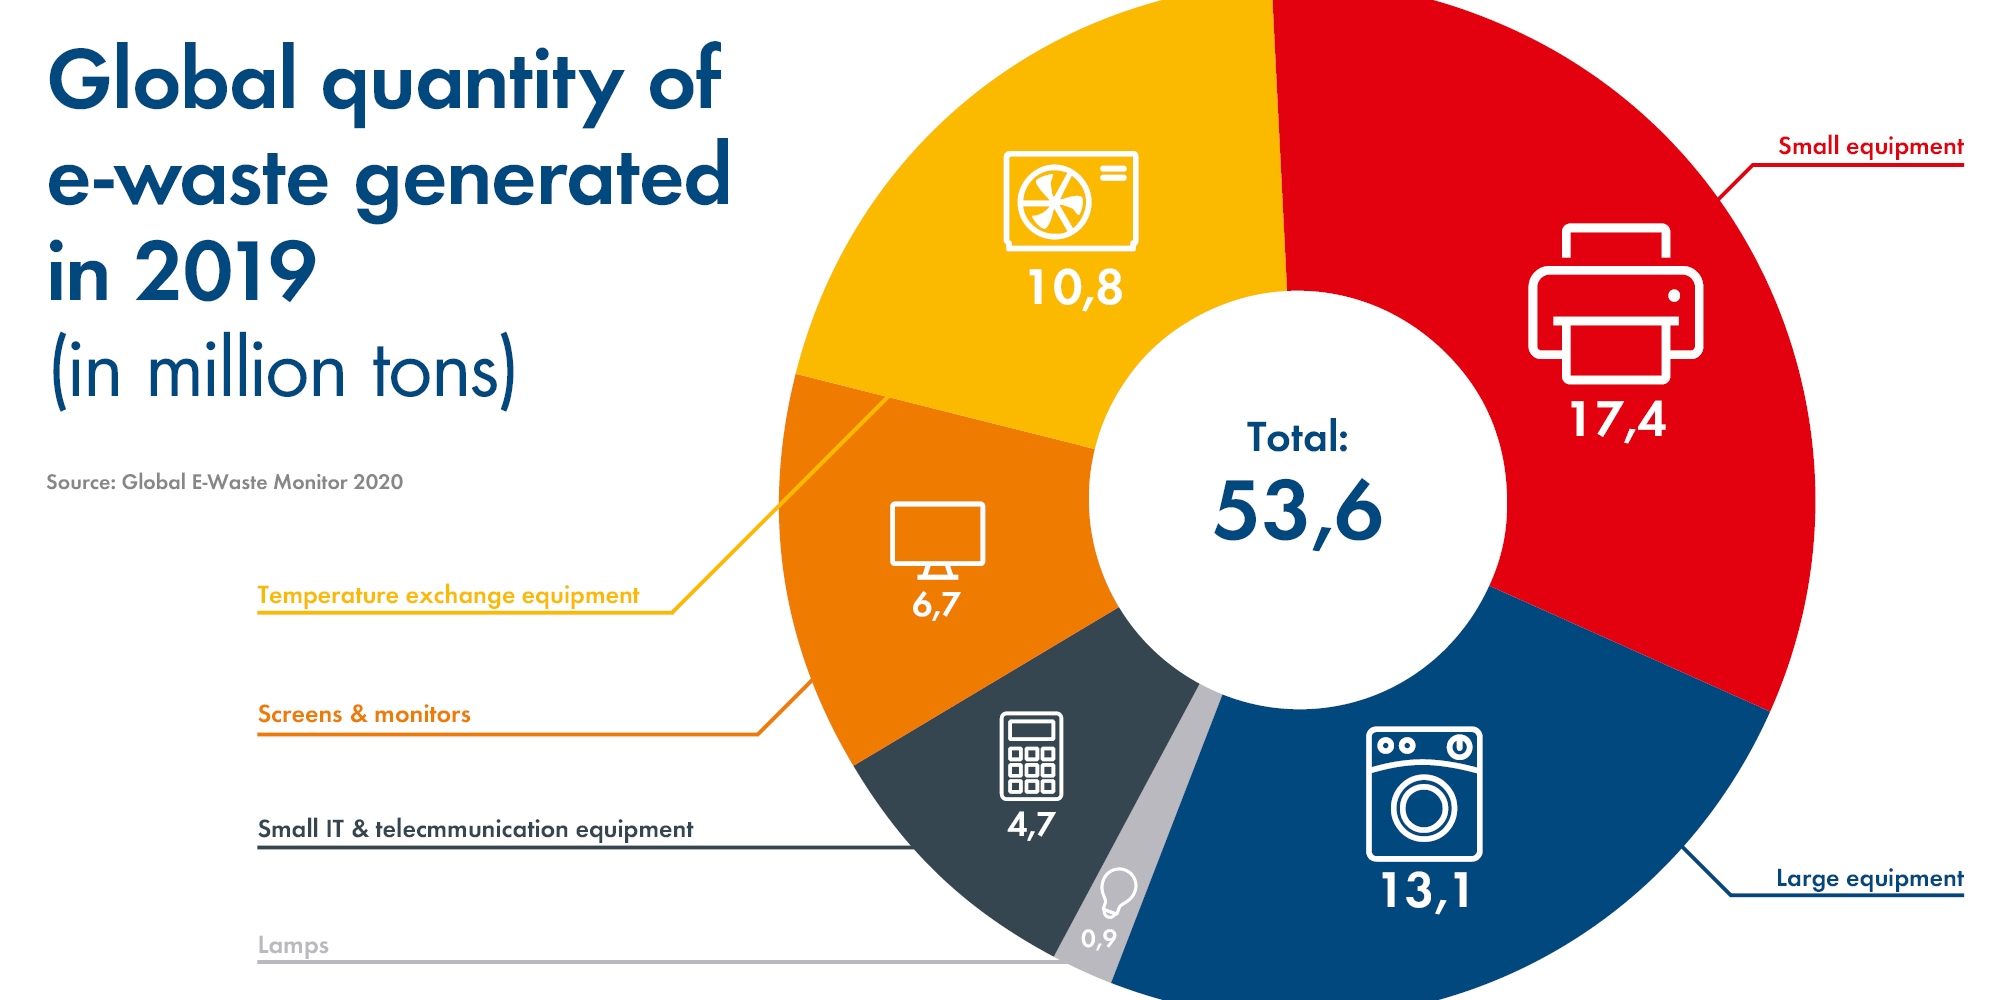 Global quantity of
e-waste generated
in 2019
(in million tons)
Source: Global E-Waste Monitor 2020
Small equipment
17,4
10,8
Total:
53,6
Temperature exchange equipment
6,7
Screens & monitors
4,7
Small IT & telecmmunication equipment
13,1
Large equipment
0,9
Lamps